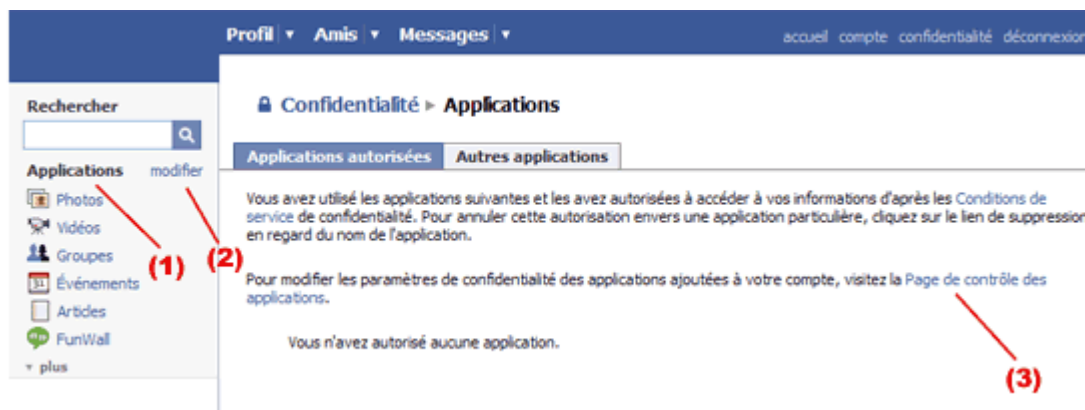 Profil Amis Messages accueil compte confidentialité déconnexion
Rechercher
Applications modifier
Photos
Vidéos
Groupes
31 Événements
Articles
FunWall
plus
(1)
(2)
Confidentialité Applications
Applications autorisées Autres applications
Vous avez utilisé les applications suivantes et les avez autorisées à accéder à vos informations d'après les Conditions de
service de confidentialité. Pour annuler cette autorisation envers une application particulière, cliquez sur le lien de suppression
en regard du nom de l'application.
Pour modifier les paramètres de confidentialité des applications ajoutées à votre compte, visitez la Page de contrôle des
applications.
Vous n'avez autorisé aucune application.
(3)